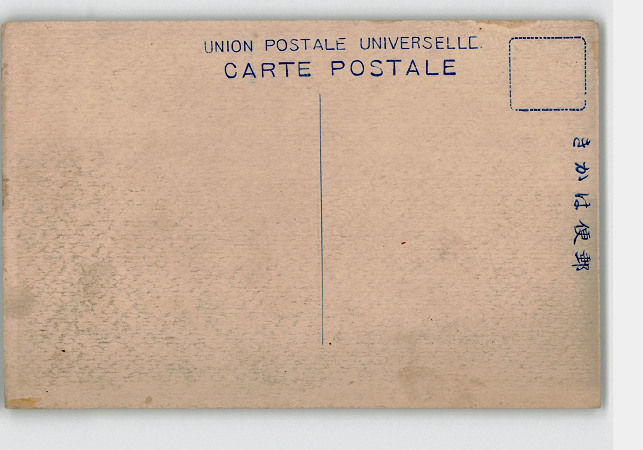 UNION POSTALE UNIVERSELLE.
CARTE POSTALE
きかは便郵